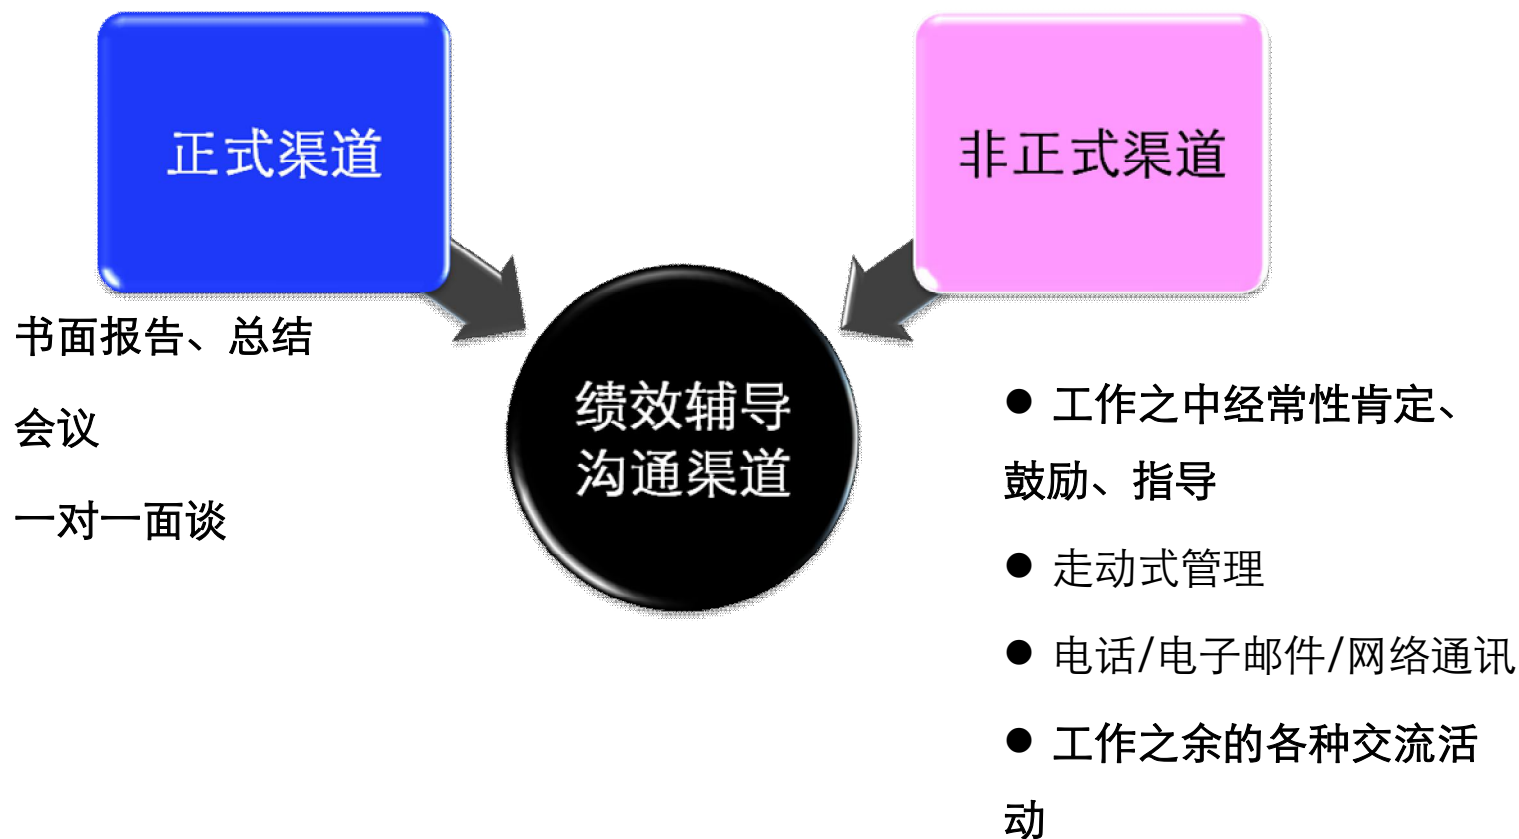 正式渠道
书面报告、总结
会议
一对一面谈
绩效辅导
沟通渠道
非正式渠道
● 工作之中经常性肯定、
鼓励、指导
● 走动式管理
● 电话/电子邮件/网络通讯
● 工作之余的各种交流活
动